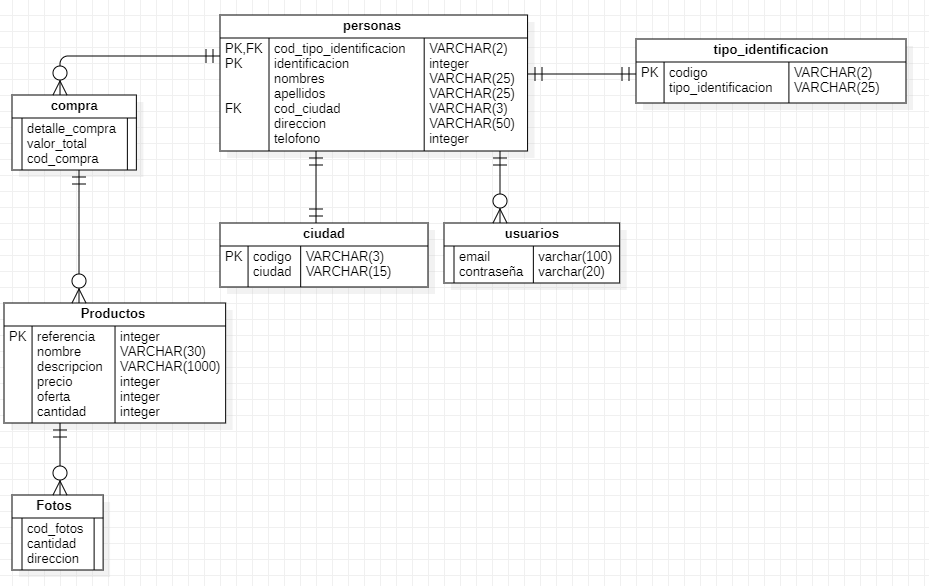 personas
PK,FK cod_tipo_identificacion VARCHAR(2)
PK identificacion integer
nombres VARCHAR(25)
apellidos VARCHAR(25)
FK cod_ciudad VARCHAR(3)
direccion VARCHAR(50)
telofono integer
tipo_identificacion
PK codigo VARCHAR(2)
tipo_identificacion VARCHAR(25)
compra
detalle_compra
valor_total
cod_compra
ciudad
PK codigo VARCHAR(3)
ciudad VARCHAR(15)
usuarios
email varchar(100)
contraseña varchar(20)
Productos
PK referencia integer
nombre VARCHAR(30)
descripcion VARCHAR(1000)
precio integer
oferta integer
cantidad integer
Fotos
cod_fotos
cantidad
direccion